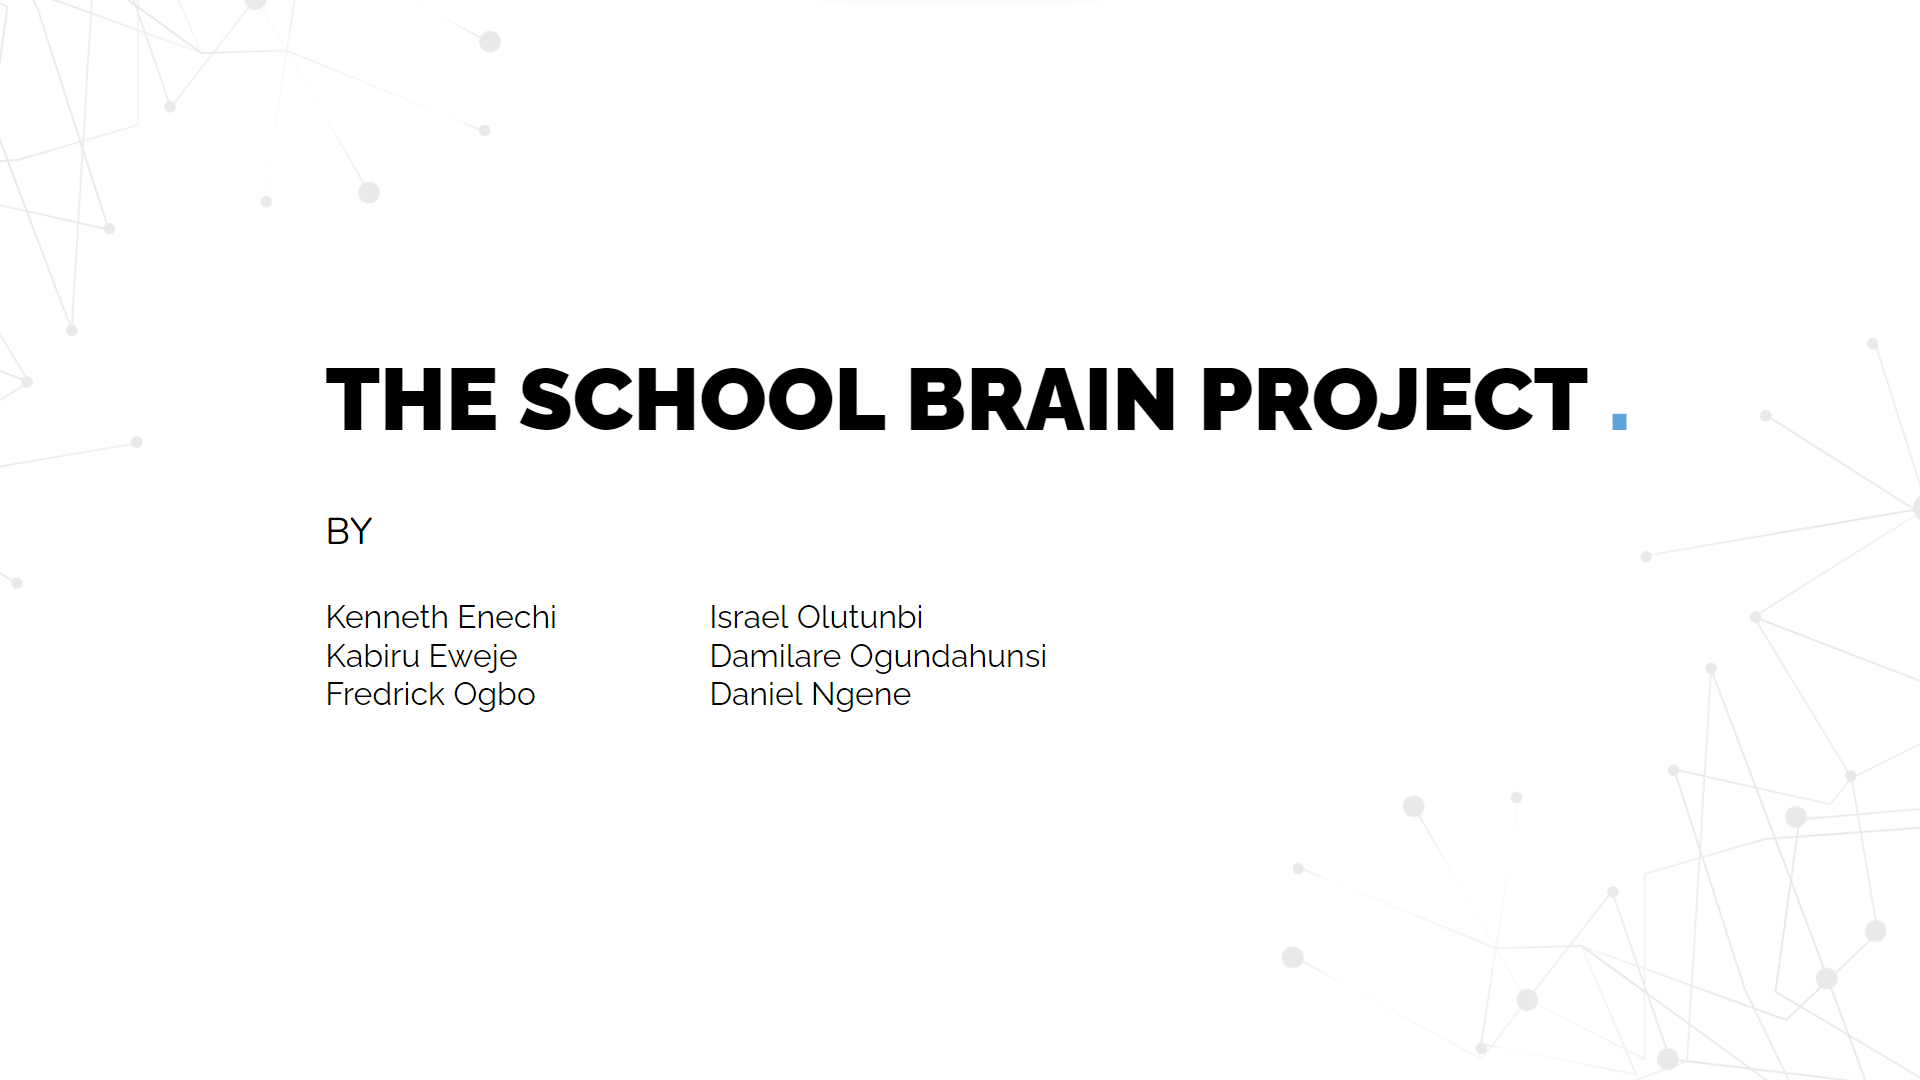 THE SCHOOL BRAIN PROJECT .
BY
Kenneth Enechi
Kabiru Eweje
Fredrick Ogbo
Israel Olutunbi
Damilare Ogundahunsi
Daniel Ngene